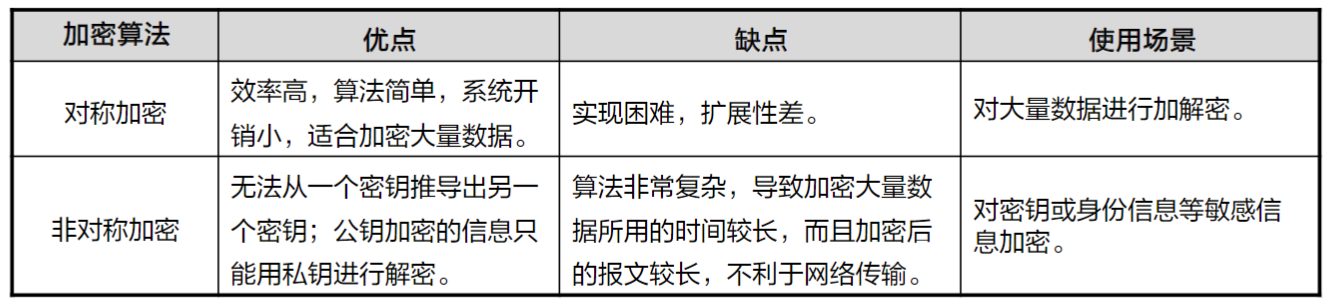 加密算法
优点
缺点
使用场景
对称加密
效率高，算法简单，系统开
销小，适合加密大量数据。
实现困难，扩展性差。
对大量数据进行加解密。
非对称加密
无法从一个密钥推导出另一
个密钥；公钥加密的信息只
能用私钥进行解密。
算法非常复杂，导致加密大量数
据所用的时间较长，而且加密后
的报文较长，不利于网络传输。
对密钥或身份信息等敏感信
息加密。